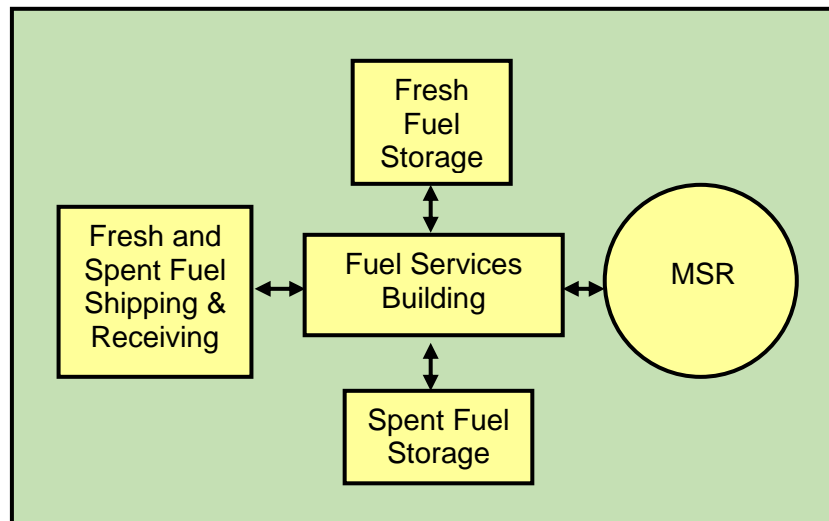 Fresh
Fuel
Storage
Fresh and
Spent Fuel
Shipping &
Receiving
Fuel Services
Building
MSR
Spent Fuel
Storage